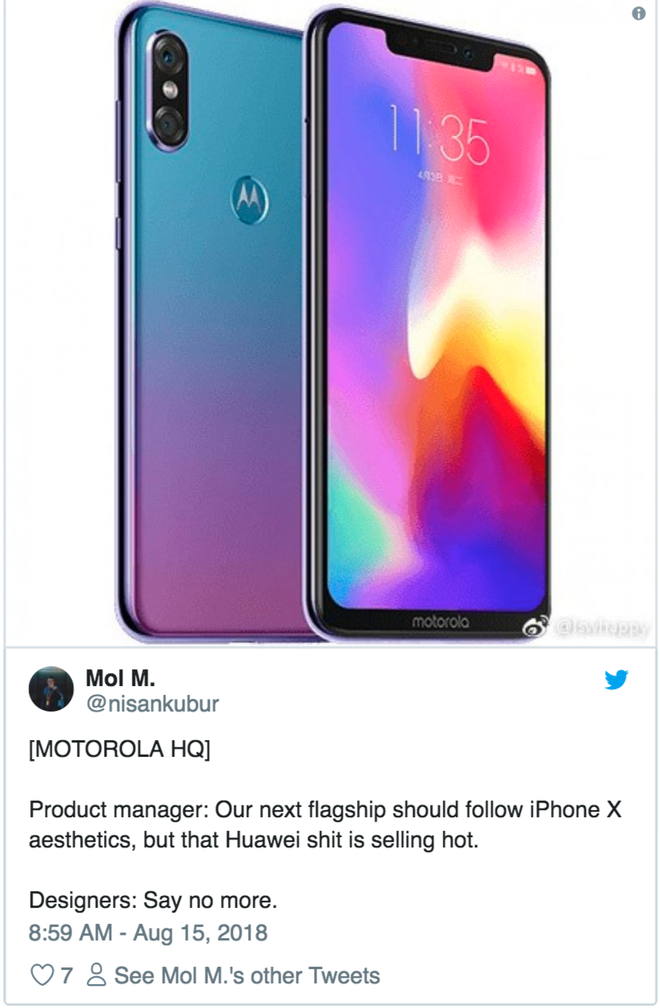 11:35
4月3日 周二
motorola
@lsvhappy
Mol M.
@nisankubur
[MOTOROLA HQ]
Product manager: Our next flagship should follow iPhone X
aesthetics, but that Huawei shit is selling hot.
Designers: Say no more.
8:59 AM - Aug 15, 2018
7 See Mol M.'s other Tweets